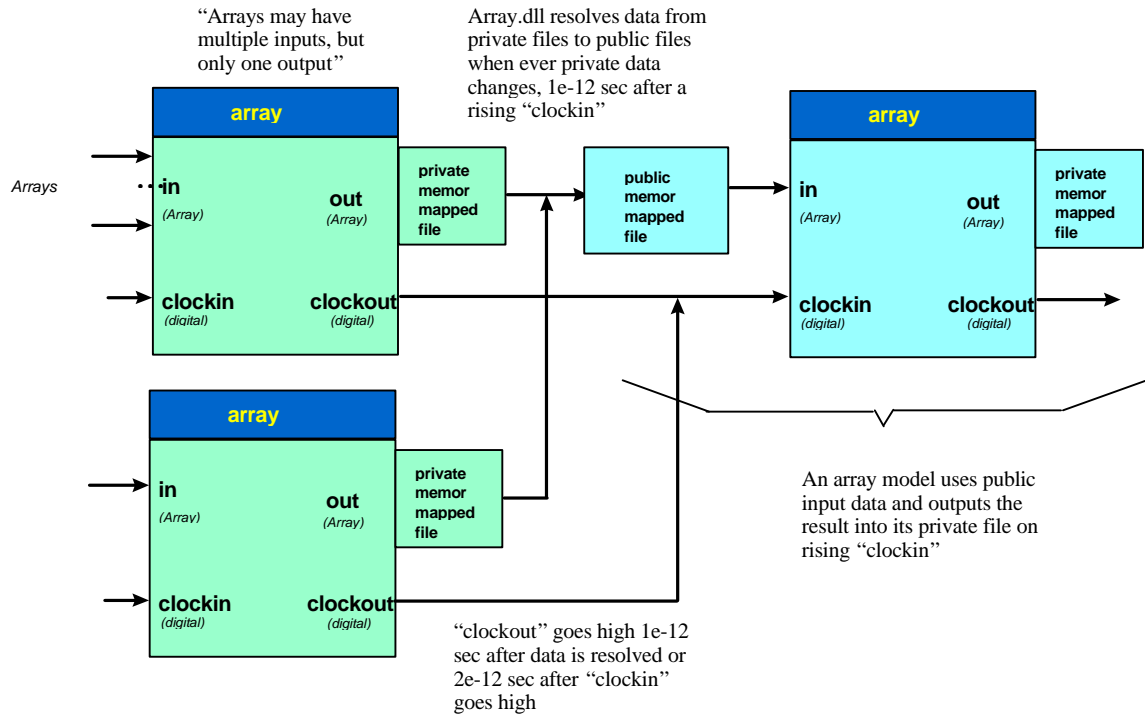 “Arrays may have
multiple inputs, but
only one output”
Array.dll resolves data from
private files to public files
when ever private data
changes, 1e-12 sec after a
rising “clockin”
array
Arrays
in
(Array)
out
(Array)
clockin
(digital)
clockout
(digital)
private
memor
mapped
file
public
memor
mapped
file
array
in
(Array)
out
(Array)
clockin
(digital)
clockout
(digital)
private
memor
mapped
file
array
in
(Array)
out
(Array)
clockin
(digital)
clockout
(digital)
private
memor
mapped
file
An array model uses public
input data and outputs the
result into its private file on
rising “clockin”
“clockout” goes high 1e-12
sec after data is resolved or
2e-12 sec after “clockin”
goes high